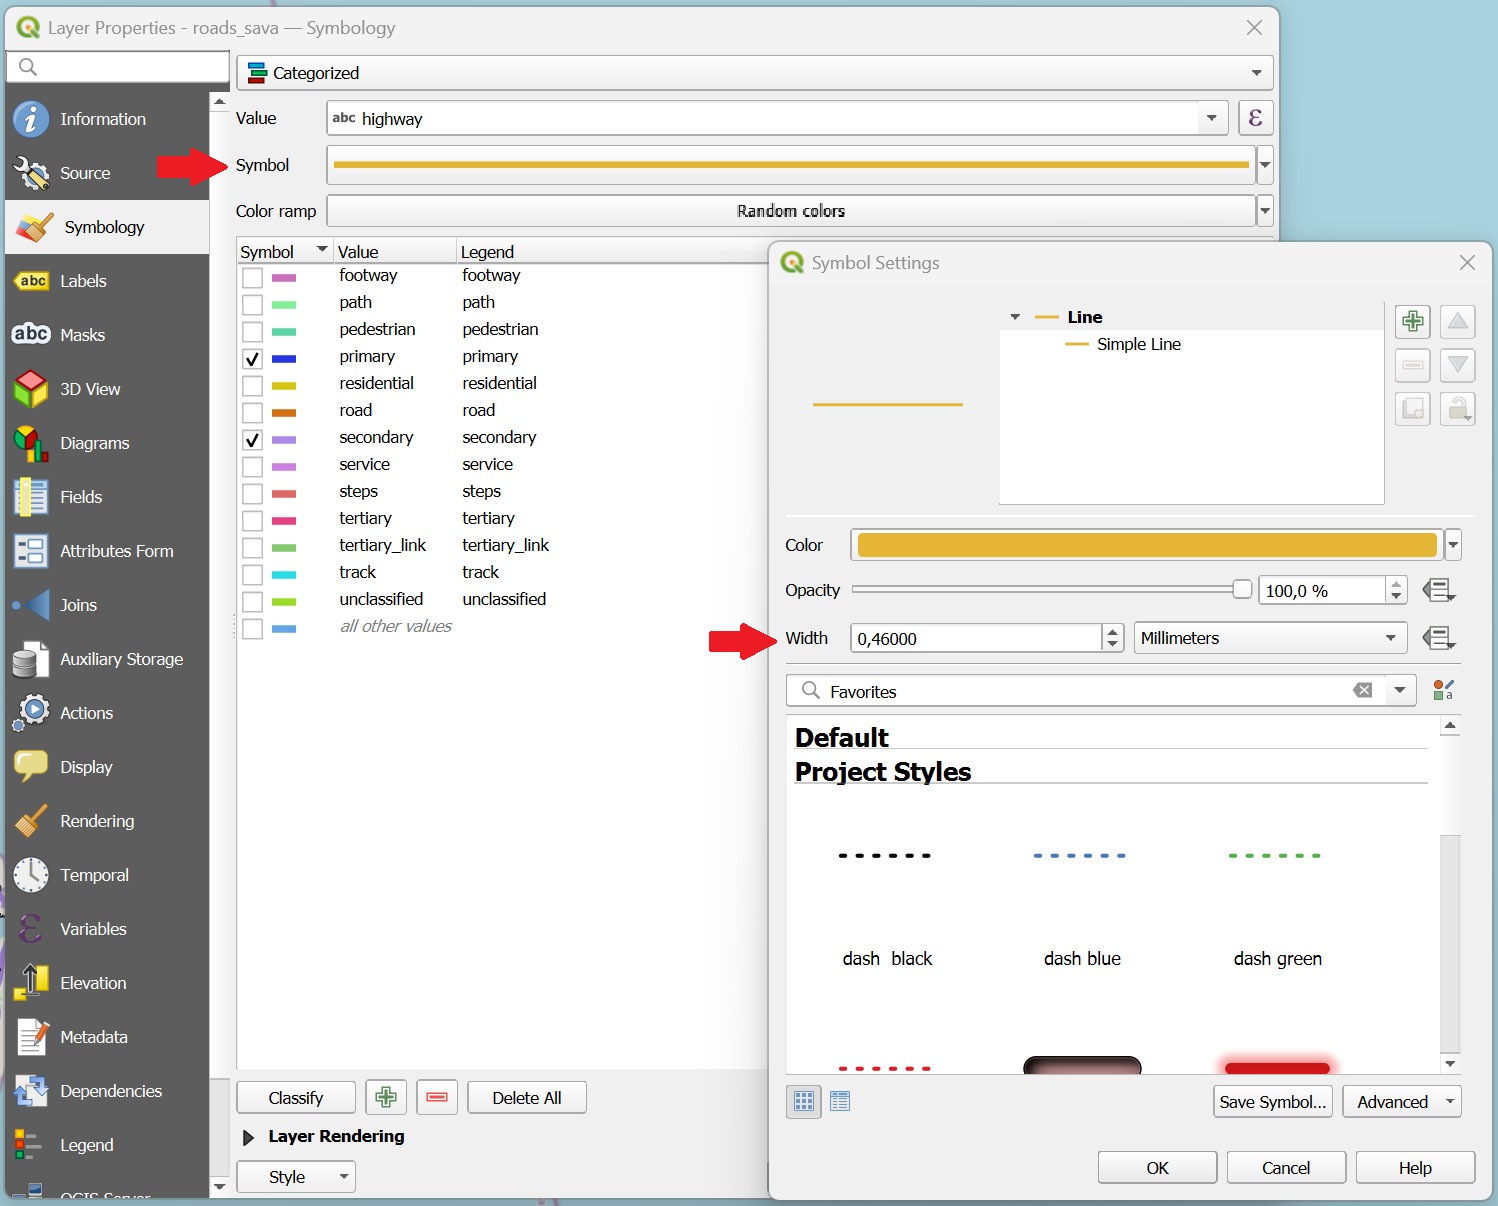 Layer Properties - roads_sava — Symbology
Information
Source
Symbology
abc Labels
abc Masks
3D View
Diagrams
Fields
Attributes Form
Joins
Auxiliary Storage
Actions
Display
Rendering
Temporal
Variables
Elevation
Metadata
Dependencies
Legend
QGIS Server
Categorized
Value abc highway ε
Symbol
Color ramp Random colors
Symbol Value Legend
footway footway
path path
pedestrian pedestrian
primary primary
residential residential
road road
secondary secondary
service service
steps steps
tertiary tertiary
tertiary_link tertiary_link
track track
unclassified unclassified
all other values
Classify Delete All
Layer Rendering
Style
Symbol Settings
Line
Simple Line
Color
Opacity 100,0 %
Width 0,46000 Millimeters
Favorites
Default
Project Styles
dash  black dash blue dash green
Save Symbol... Advanced
OK Cancel Help